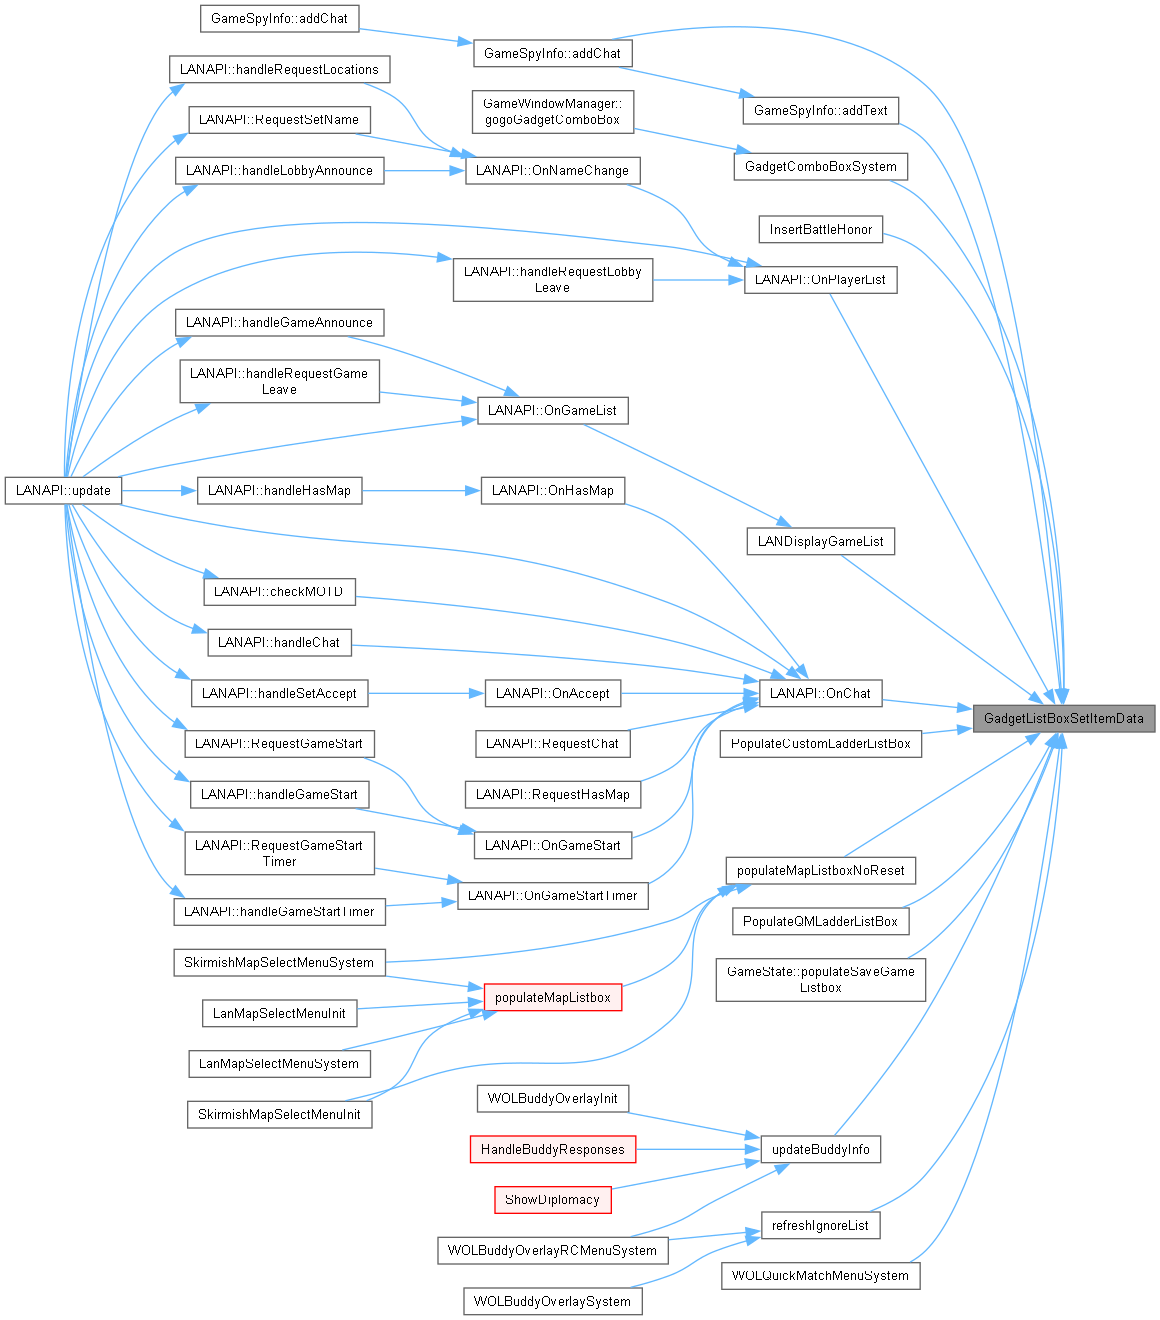 GameSpyInfo::addChat
GameSpyInfo::addChat
LANAPI::handleRequestLocations
GameWindowManager::
gogoGadgetComboBox
GameSpyInfo::addText
LANAPI::RequestSetName
LANAPI::handleLobbyAnnounce
LANAPI::OnNameChange
GadgetComboBoxSystem
InsertBattleHonor
LANAPI::handleRequestLobby
Leave
LANAPI::OnPlayerList
LANAPI::handleGameAnnounce
LANAPI::handleRequestGame
Leave
LANAPI::OnGameList
LANAPI::update
LANAPI::handleHasMap
LANAPI::OnHasMap
LANDisplayGameList
LANAPI::checkMOTD
LANAPI::handleChat
LANAPI::handleSetAccept
LANAPI::OnAccept
LANAPI::OnChat
GadgetListBoxSetItemData
LANAPI::RequestGameStart
LANAPI::RequestChat
PopulateCustomLadderListBox
LANAPI::handleGameStart
LANAPI::RequestHasMap
LANAPI::RequestGameStart
Timer
LANAPI::OnGameStart
populateMapListboxNoReset
LANAPI::handleGameStartTimer
LANAPI::OnGameStartTimer
PopulateQMLadderListBox
SkirmishMapSelectMenuSystem
GameState::populateSaveGame
Listbox
populateMapListbox
LanMapSelectMenuInit
LanMapSelectMenuSystem
SkirmishMapSelectMenuInit
WOLBuddyOverlayInit
HandleBuddyResponses
updateBuddyInfo
ShowDiplomacy
refreshIgnoreList
WOLBuddyOverlayRCMenuSystem
WOLQuickMatchMenuSystem
WOLBuddyOverlaySystem